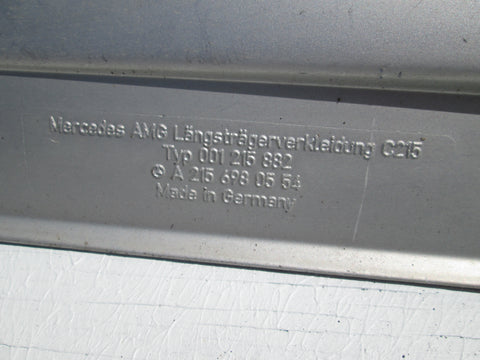 Mercedes AMG Längsträgerverkleidung C215
Typ 001 215 882
A 215 698 05 54
Made in Germany